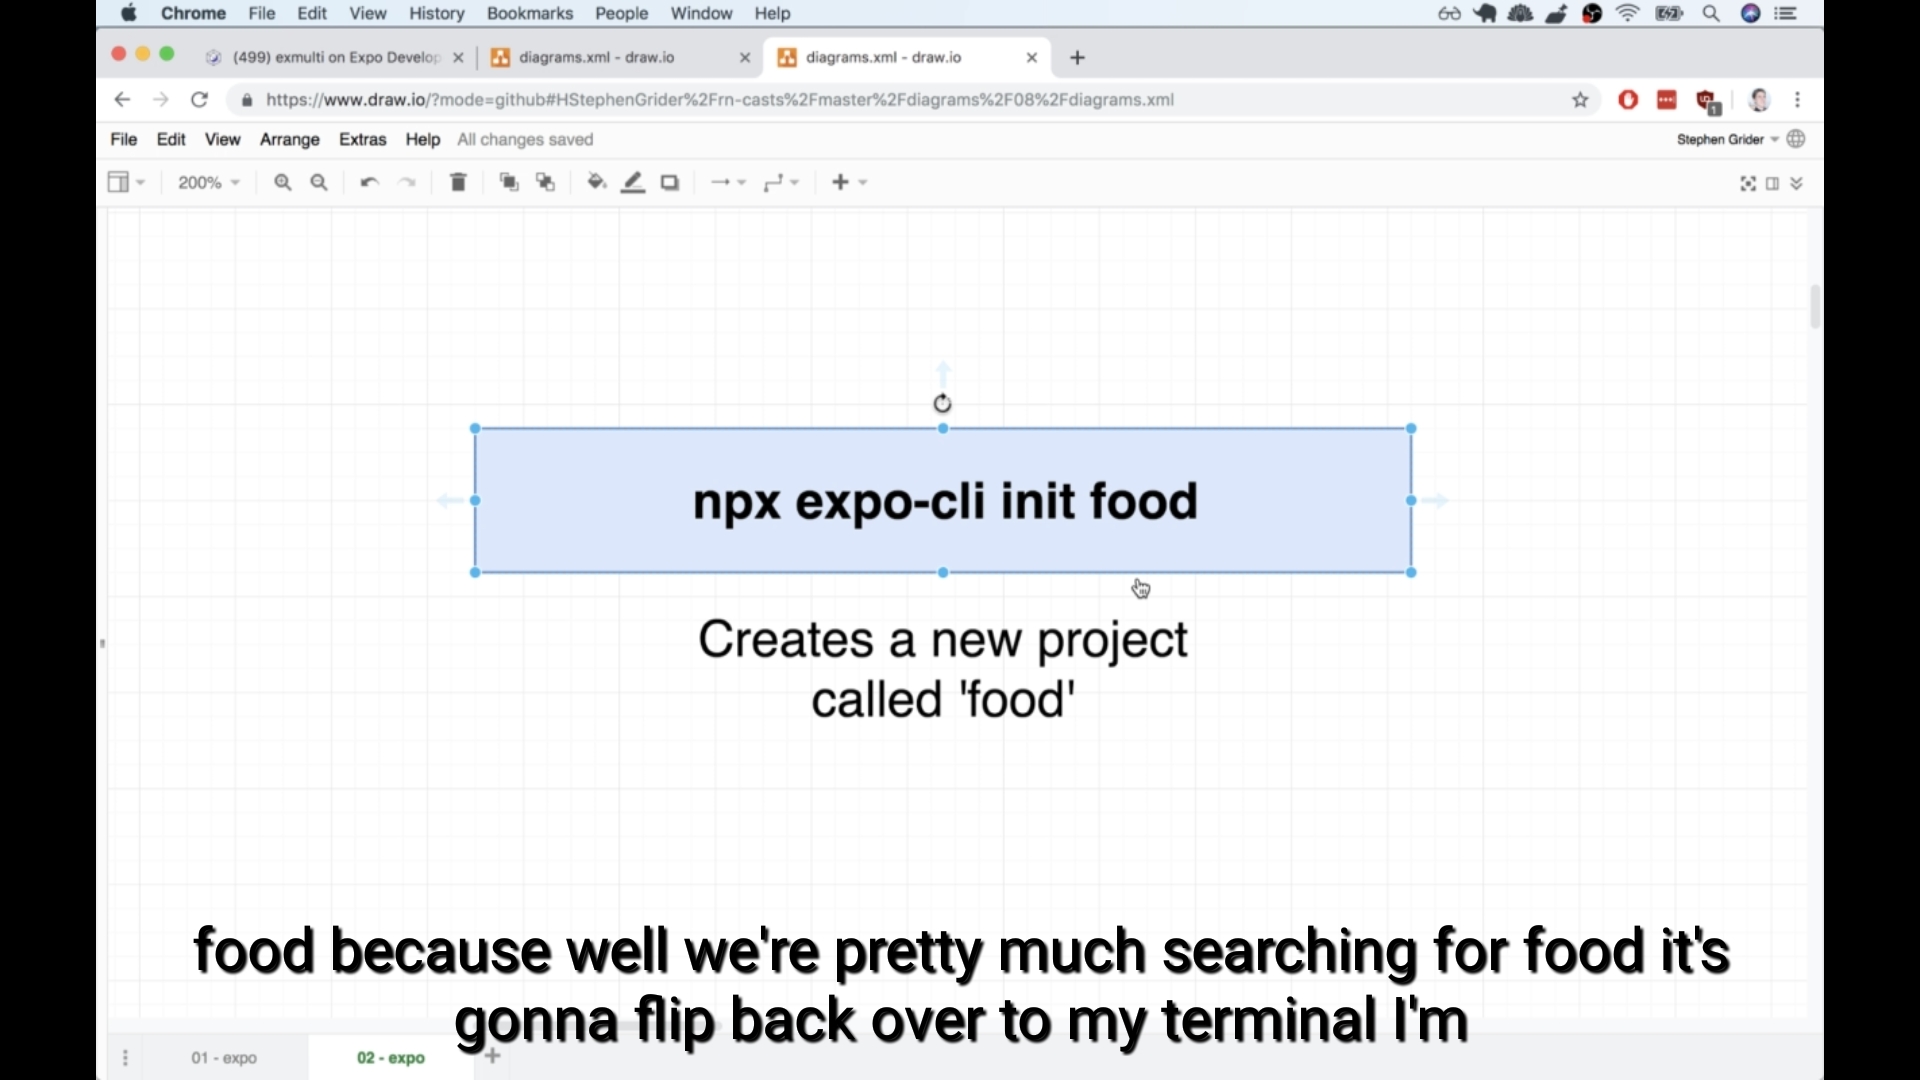 Chrome File Edit View History Bookmarks People Window Help
(499) exmulti on Expo Develop
diagrams.xml - draw.io
diagrams.xml - draw.io
https://www.draw.io/?mode=github#HStephenGrider%2Frn-casts%2Fmaster%2Fdiagrams%2F08%2Fdiagrams.xml
1
File Edit View Arrange Extras Help All changes saved
Stephen Grider
200%
npx expo-cli init food
Creates a new project
called 'food'
food because well we're pretty much searching for food it's
gonna flip back over to my terminal I'm
01 - expo
02 - expo